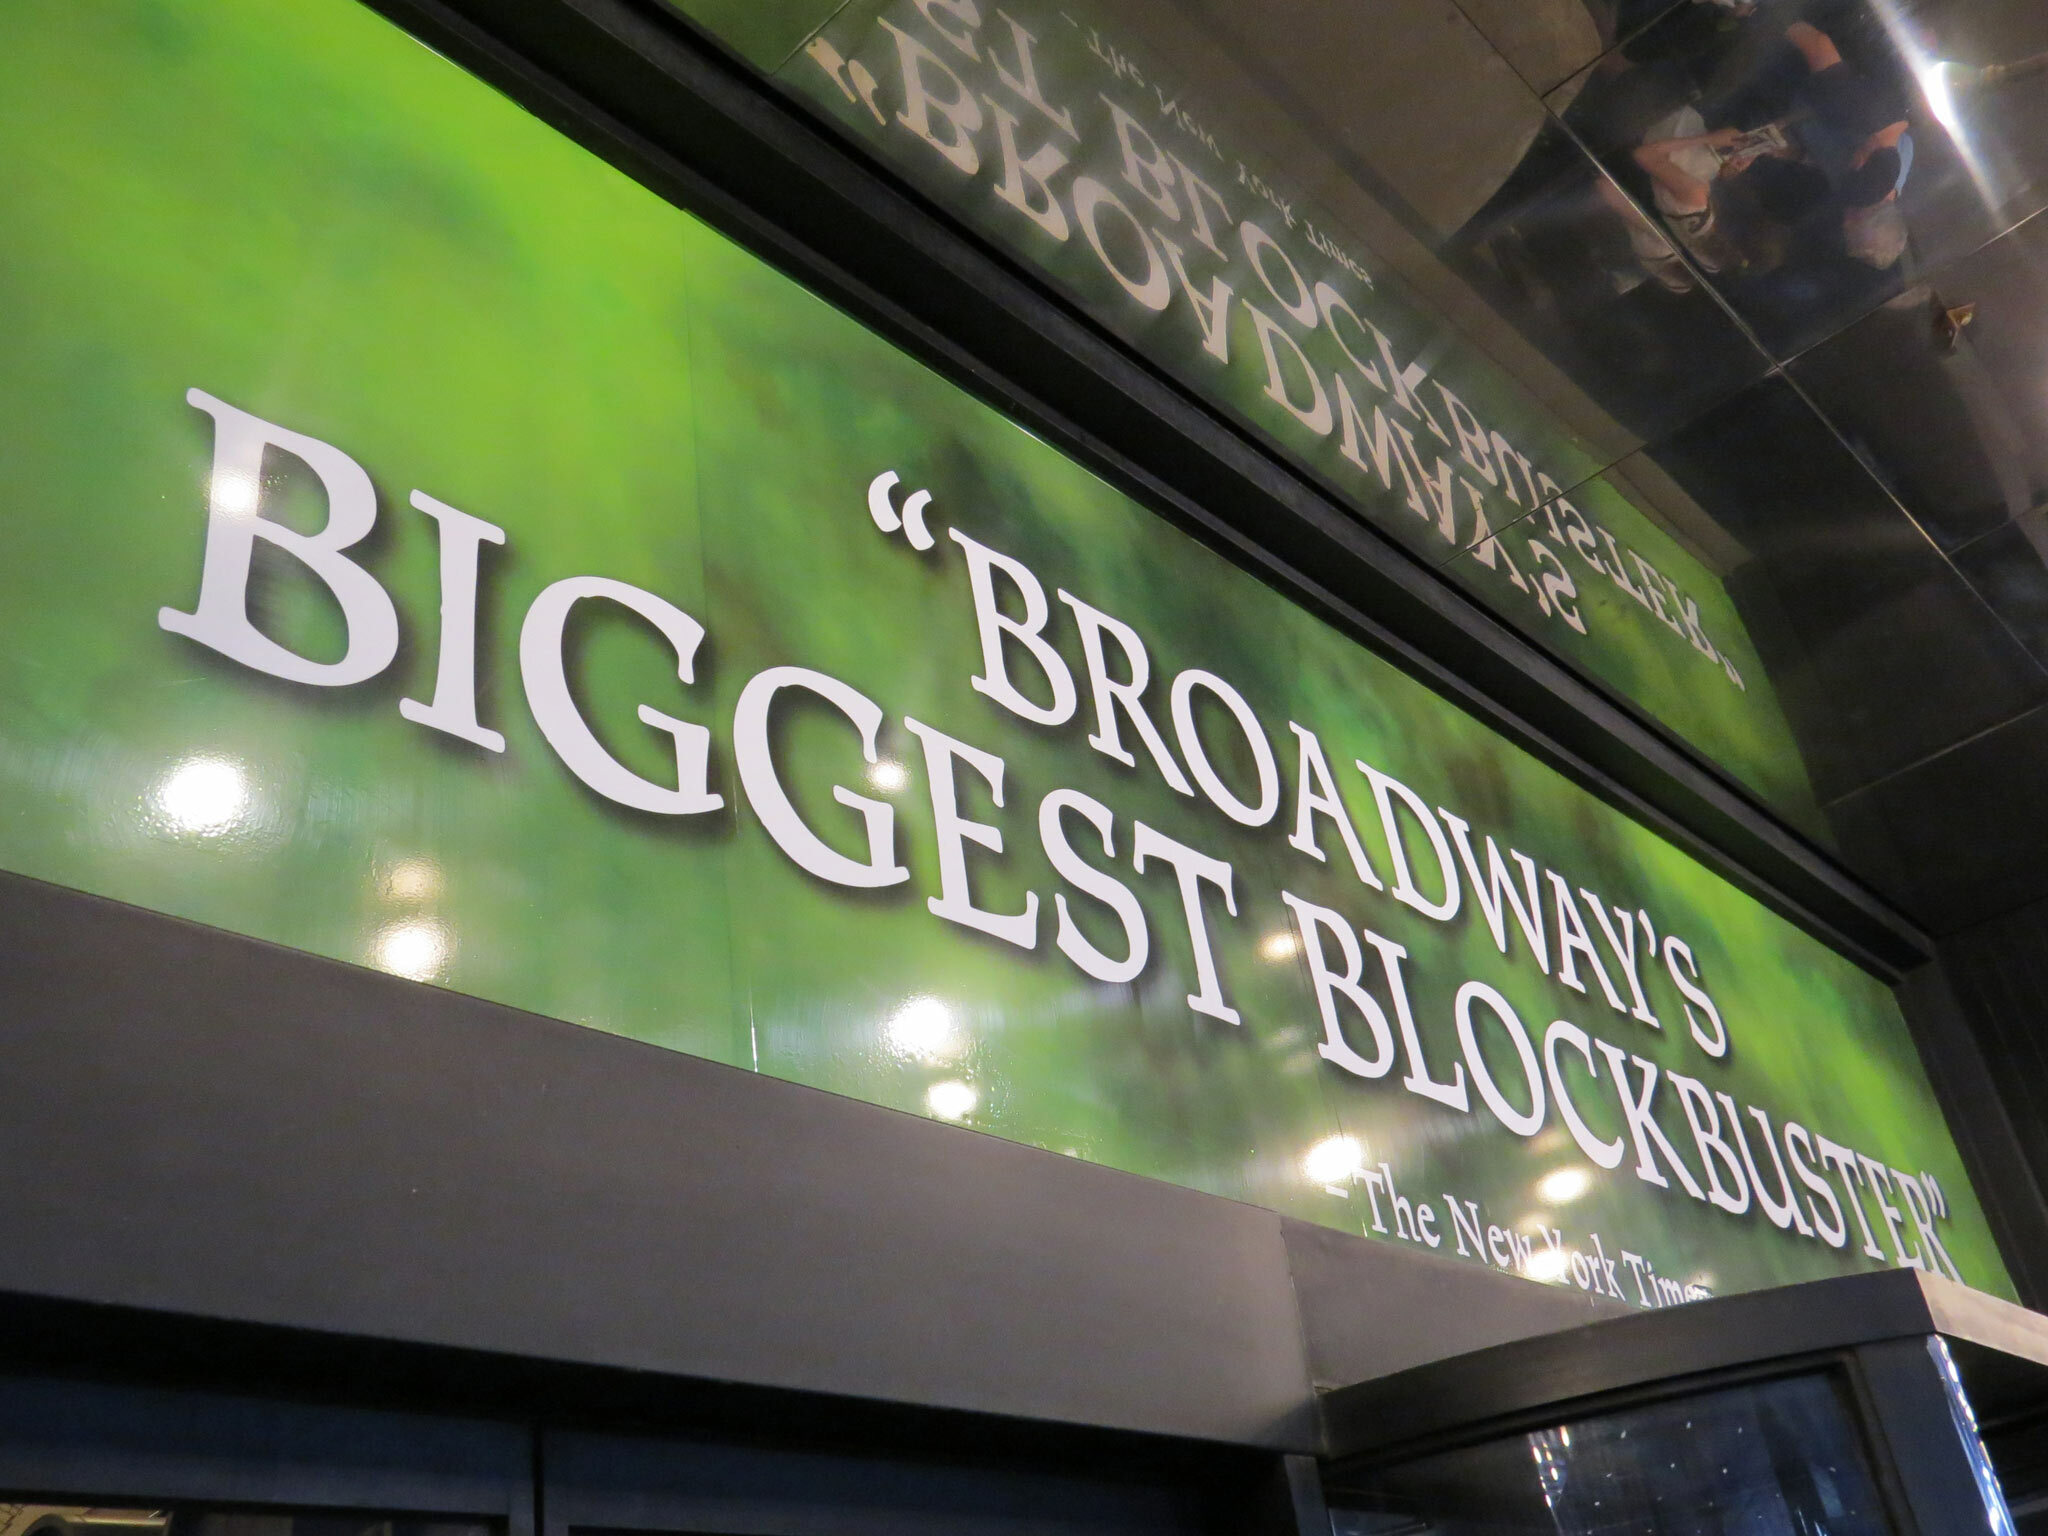 “BROADWAY’S
BIGGEST BLOCKBUSTER”
- The New York Times